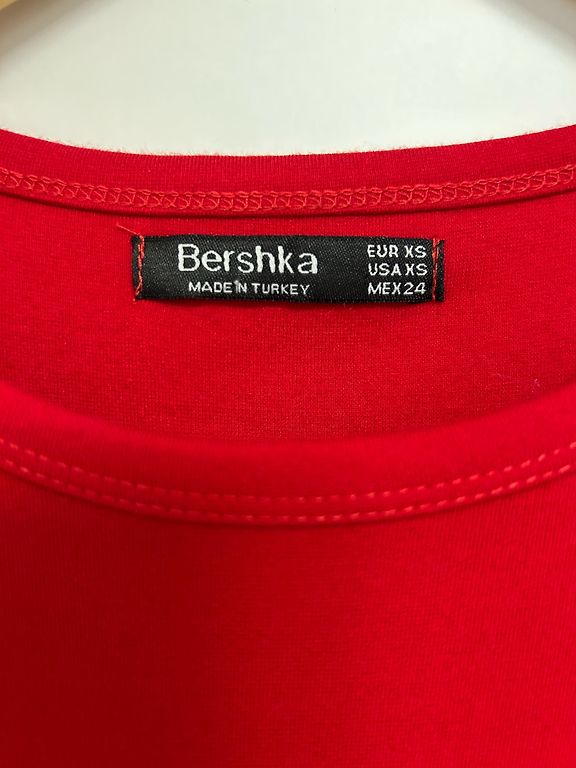 Bershka
MADE IN TURKEY
EUR XS
USA XS
MEX 24